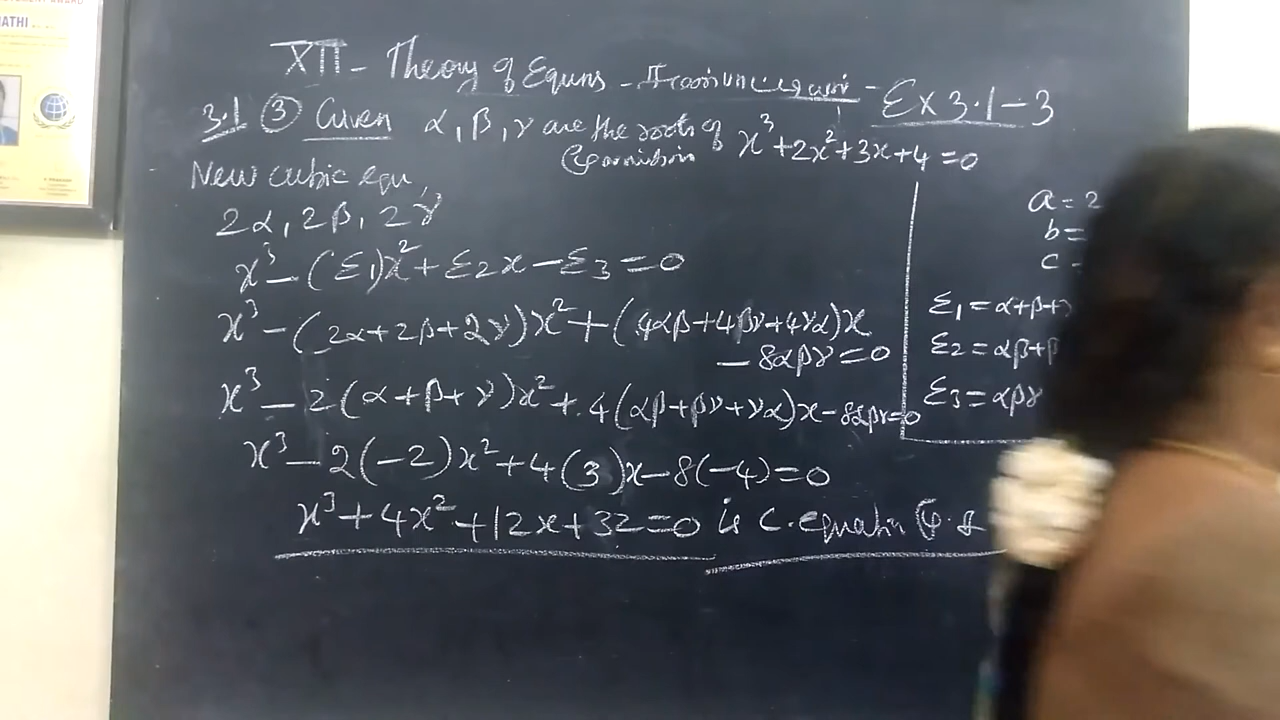 ATHI
XII - Theory of Equns - - Ex 3.1-3
3.1 ③ Given α, β, γ are the roots of x³+2x²+3x+4=0
New cubic equ,
2α, 2β, 2γ
x³ - (Σ1)x² + Σ2x - Σ3 = 0
x³ - (2α+2β+2γ)x² + (4αβ+4βγ+4γα)x
- 8αβγ = 0
x³ - 2(α+β+γ)x² + 4(αβ+βγ+γα)x - 8αβγ=0
x³ - 2(-2)x² + 4(3)x - 8(-4) = 0
x³ + 4x² + 12x + 32 = 0 is C. equatin
a = 2
b =
c =
Σ1 = α+β+
Σ2 = αβ+β
Σ3 = αβγ